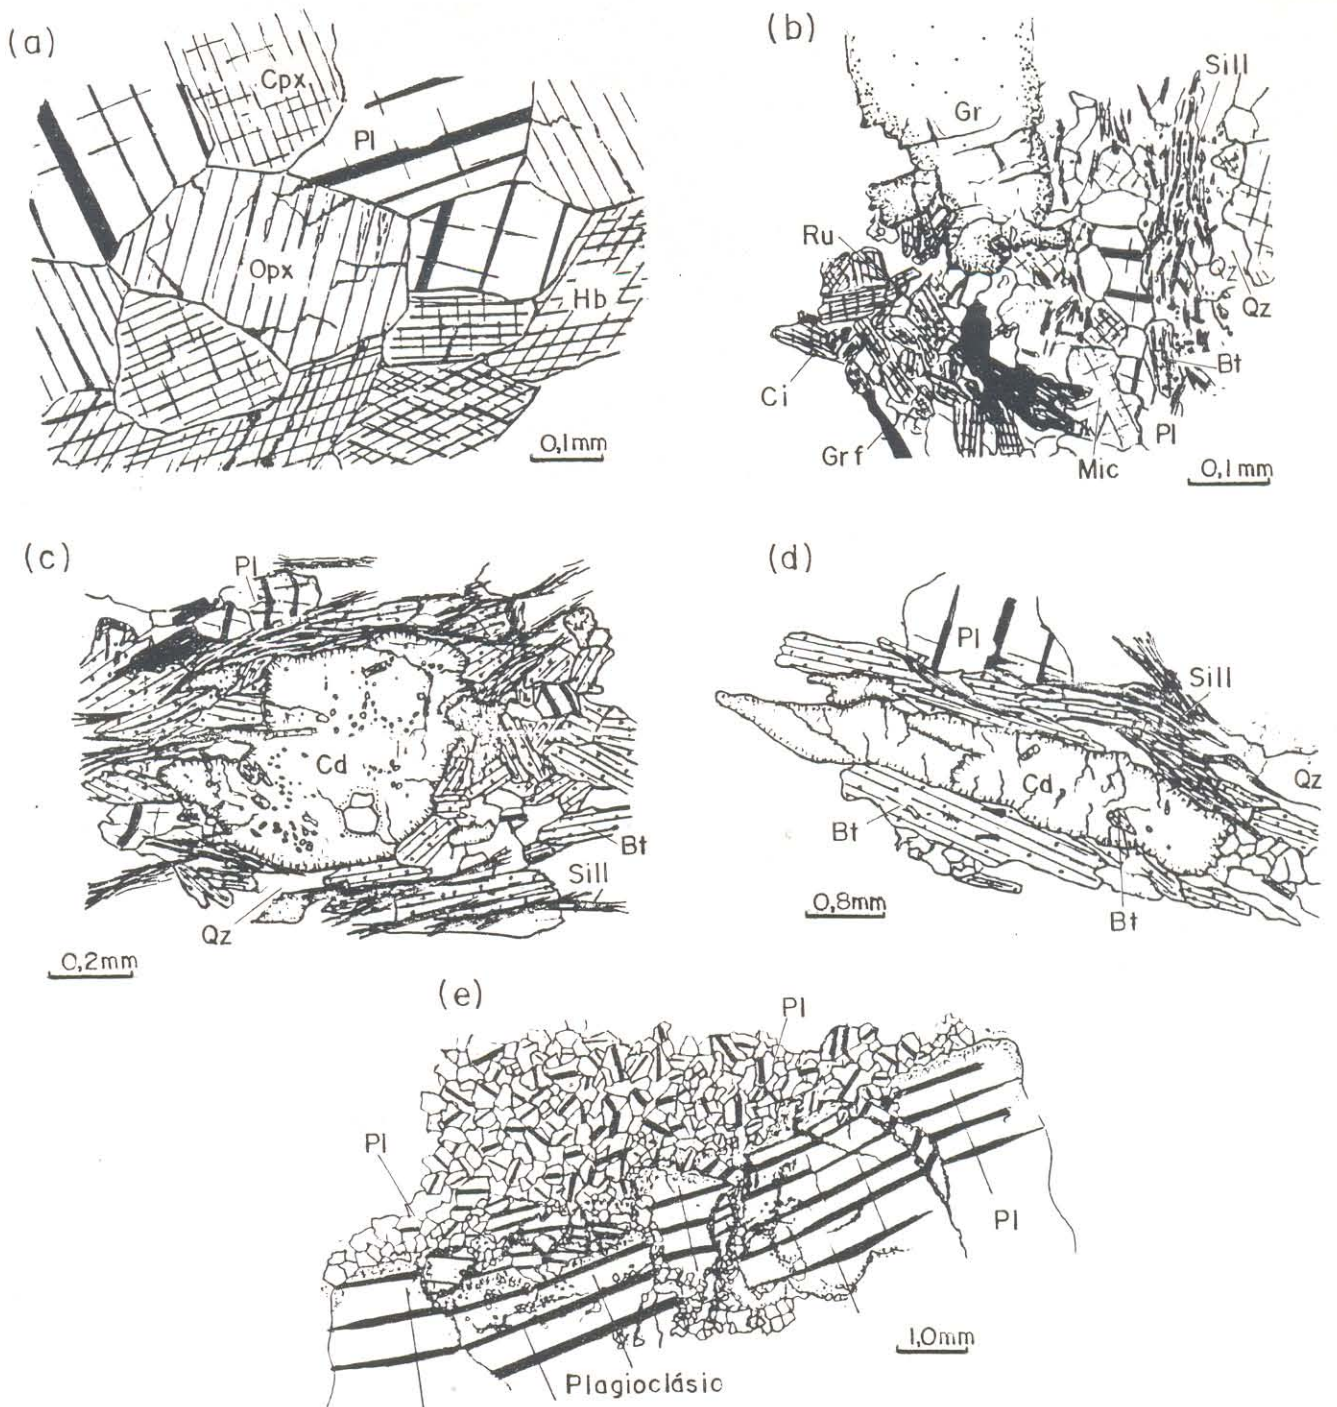 (a)
Cpx
Pl
Opx
Hb
0,1mm
(b)
Sill
Gr
Ru
Qz
Qz
Ci
Bt
Grf
Mic
Pl
0,1mm
(c)
Pl
Cd
Bt
Sill
Qz
0,2mm
(d)
Pl
Sill
Cd
Qz
Bt
Bt
0,8mm
(e)
Pl
Pl
Pl
1,0mm
Plagioclásio